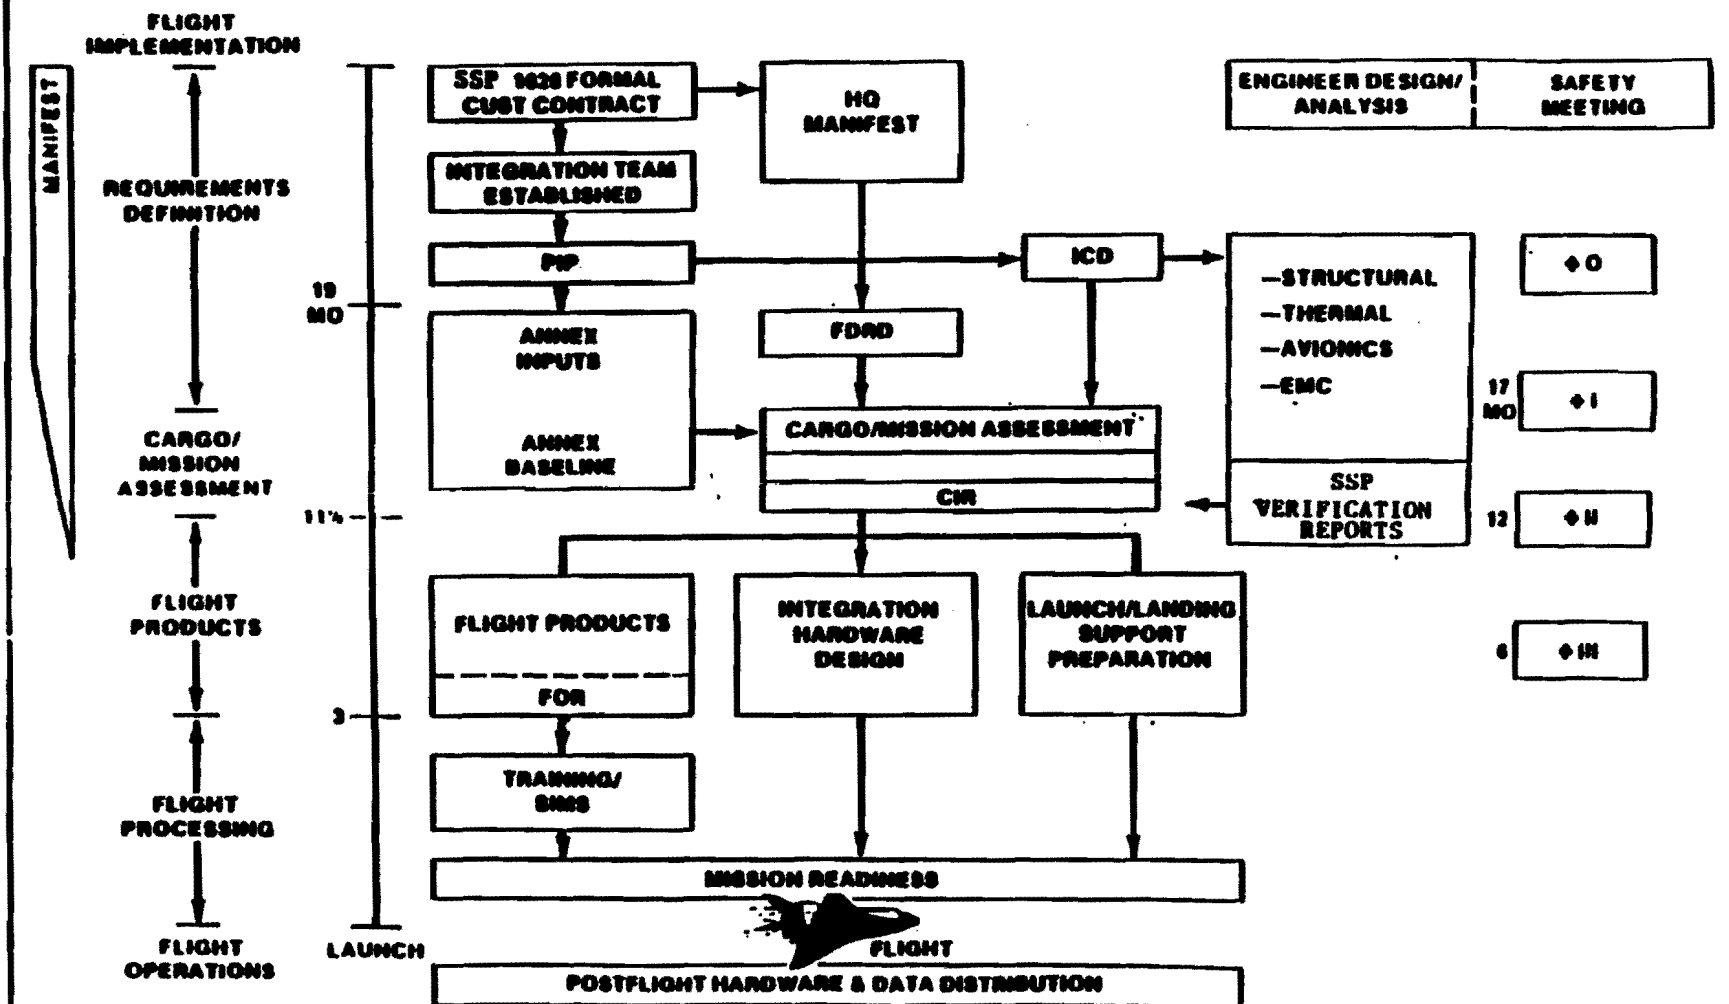 FLIGHT
IMPLEMENTATION
MANIFEST
REQUIREMENTS
DEFINITION
CARGO/
MISSION
ASSESSMENT
FLIGHT
PRODUCTS
FLIGHT
PROCESSING
FLIGHT
OPERATIONS
19
MO
3
LAUNCH
SSP 1628 FORMAL
CUST CONTRACT
HQ
MANIFEST
INTEGRATION TEAM
ESTABLISHED
PIP
ICD
ANNEX
INPUTS
ANNEX
BASELINE
FDRD
CARGO/MISSION ASSESSMENT
CIR
FLIGHT PRODUCTS
FOR
INTEGRATION
HARDWARE
DESIGN
LAUNCH/LANDING
SUPPORT
PREPARATION
TRAINING/
SIMS
MISSION READINESS
FLIGHT
POSTFLIGHT HARDWARE & DATA DISTRIBUTION
ENGINEER DESIGN/
ANALYSIS
SAFETY
MEETING
—STRUCTURAL
—THERMAL
—AVIONICS
—EMC
SSP
VERIFICATION
REPORTS
◆ O
17
MO
◆ I
12
◆ II
6
◆ III